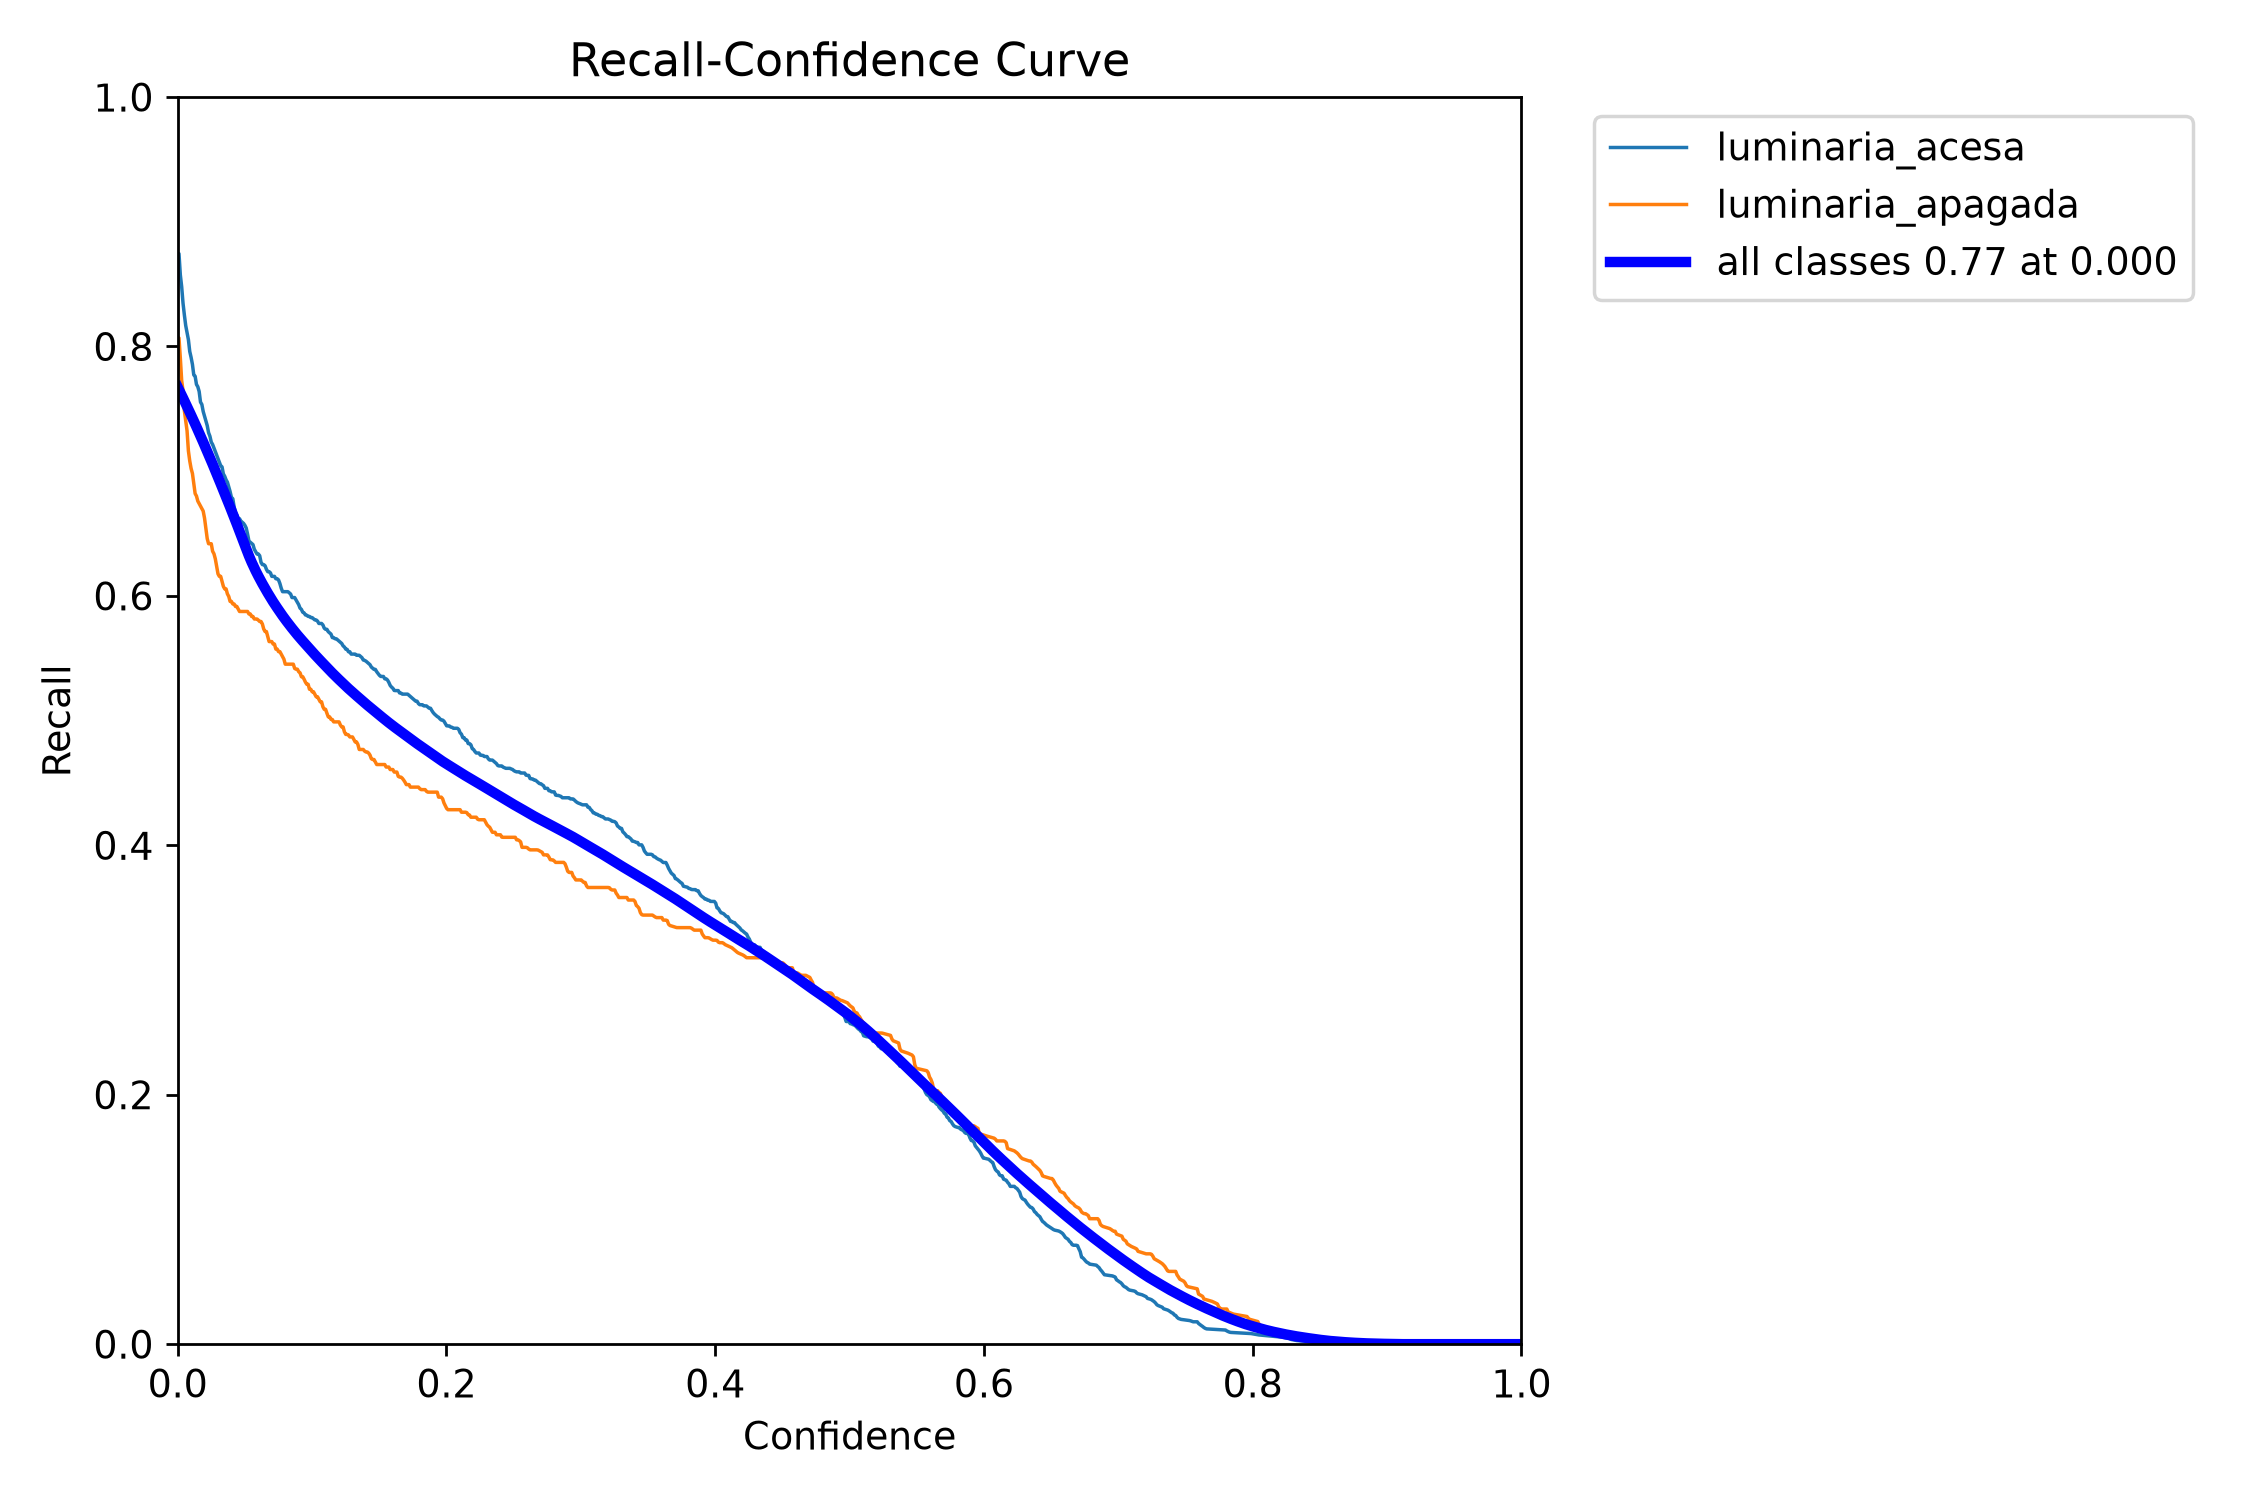 Recall-Confidence Curve
1.0
0.8
0.6
0.4
0.2
0.0
Recall
0.0 0.2 0.4 0.6 0.8 1.0
Confidence
luminaria_acesa
luminaria_apagada
all classes 0.77 at 0.000